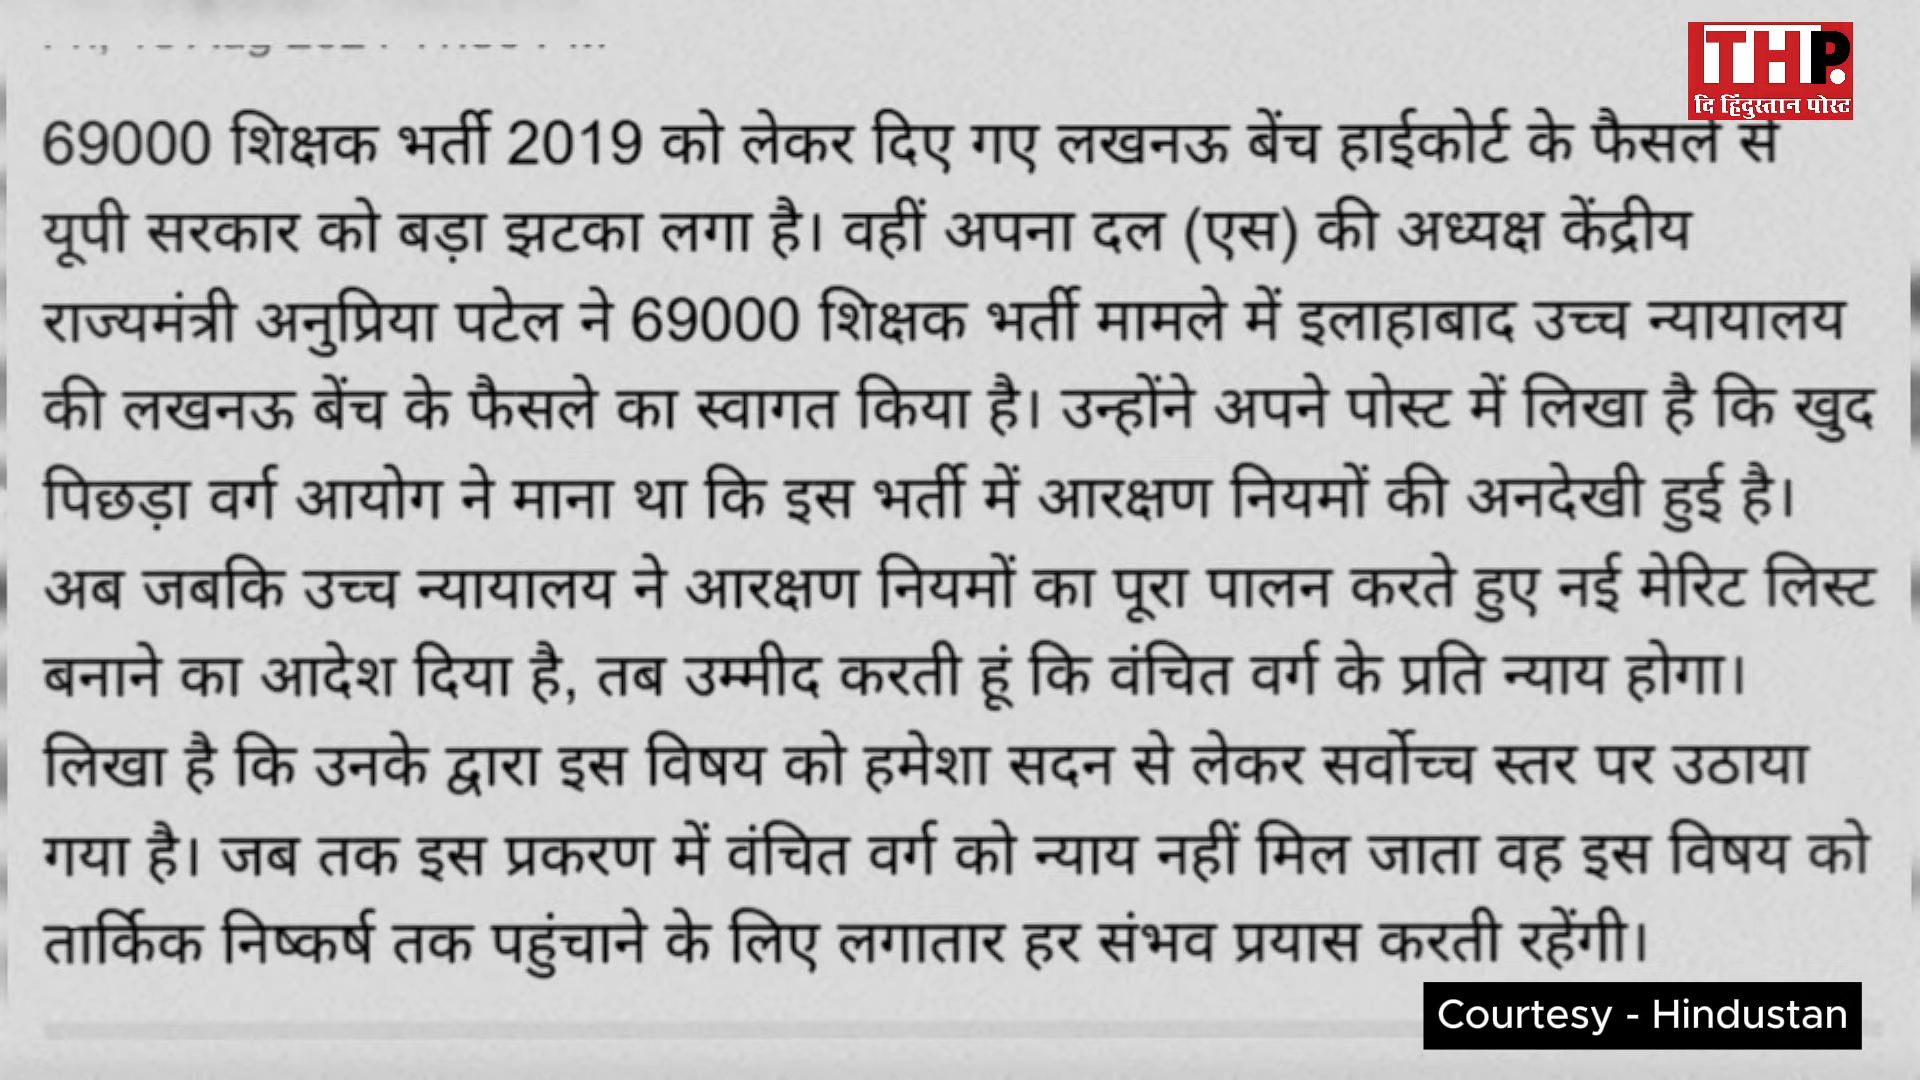 THP.
दि हिंदुस्तान पोस्ट
69000 शिक्षक भर्ती 2019 को लेकर दिए गए लखनऊ बेंच हाईकोर्ट के फैसले से
यूपी सरकार को बड़ा झटका लगा है। वहीं अपना दल (एस) की अध्यक्ष केंद्रीय
राज्यमंत्री अनुप्रिया पटेल ने 69000 शिक्षक भर्ती मामले में इलाहाबाद उच्च न्यायालय
की लखनऊ बेंच के फैसले का स्वागत किया है। उन्होंने अपने पोस्ट में लिखा है कि खुद
पिछड़ा वर्ग आयोग ने माना था कि इस भर्ती में आरक्षण नियमों की अनदेखी हुई है।
अब जबकि उच्च न्यायालय ने आरक्षण नियमों का पूरा पालन करते हुए नई मेरिट लिस्ट
बनाने का आदेश दिया है, तब उम्मीद करती हूं कि वंचित वर्ग के प्रति न्याय होगा।
लिखा है कि उनके द्वारा इस विषय को हमेशा सदन से लेकर सर्वोच्च स्तर पर उठाया
गया है। जब तक इस प्रकरण में वंचित वर्ग को न्याय नहीं मिल जाता वह इस विषय को
तार्किक निष्कर्ष तक पहुंचाने के लिए लगातार हर संभव प्रयास करती रहेंगी।
Courtesy - Hindustan